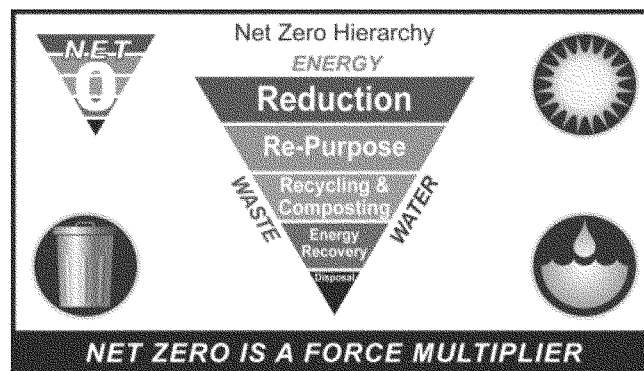 NET
0
Net Zero Hierarchy
ENERGY
Reduction
Re-Purpose
Recycling &
Composting
Energy
Recovery
Disposal
WASTE
WATER
NET ZERO IS A FORCE MULTIPLIER